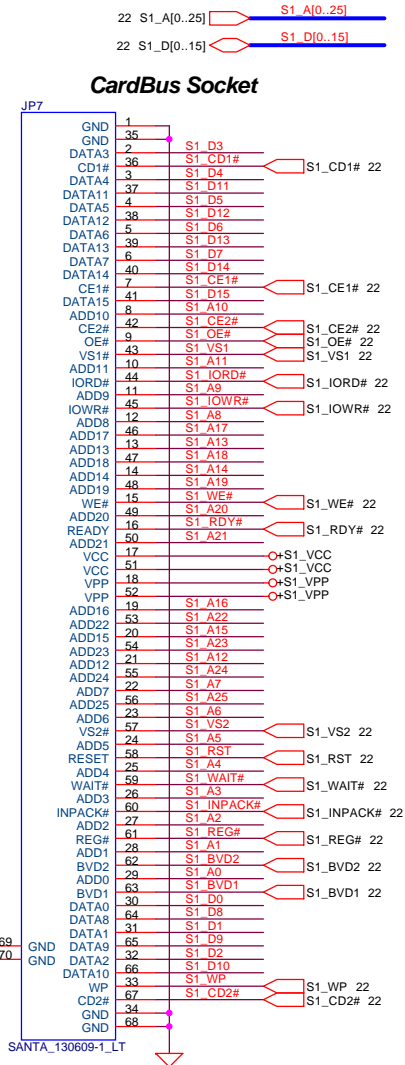 22 S1_A[0..25] S1_A[0..25]
22 S1_D[0..15] S1_D[0..15]
CardBus Socket
JP7
GND 1
GND 35
DATA3 2 S1_D3
CD1# 36 S1_CD1# S1_CD1# 22
DATA4 3 S1_D4
DATA11 37 S1_D11
DATA5 4 S1_D5
DATA12 38 S1_D12
DATA6 5 S1_D6
DATA13 39 S1_D13
DATA7 6 S1_D7
DATA14 40 S1_D14
CE1# 7 S1_CE1# S1_CE1# 22
DATA15 41 S1_D15
ADD10 8 S1_A10
CE2# 42 S1_CE2# S1_CE2# 22
OE# 9 S1_OE# S1_OE# 22
VS1# 43 S1_VS1 S1_VS1 22
ADD11 10 S1_A11
IORD# 44 S1_IORD# S1_IORD# 22
ADD9 11 S1_A9
IOWR# 45 S1_IOWR# S1_IOWR# 22
ADD8 12 S1_A8
ADD17 46 S1_A17
ADD13 13 S1_A13
ADD18 47 S1_A18
ADD14 14 S1_A14
ADD19 48 S1_A19
WE# 15 S1_WE# S1_WE# 22
ADD20 49 S1_A20
READY 16 S1_RDY# S1_RDY# 22
ADD21 50 S1_A21
VCC 17 +S1_VCC
VCC 51 +S1_VCC
VPP 18 +S1_VPP
VPP 52 +S1_VPP
ADD16 19 S1_A16
ADD22 53 S1_A22
ADD15 20 S1_A15
ADD23 54 S1_A23
ADD12 21 S1_A12
ADD24 55 S1_A24
ADD7 22 S1_A7
ADD25 56 S1_A25
ADD6 23 S1_A6
VS2# 57 S1_VS2 S1_VS2 22
ADD5 24 S1_A5
RESET 58 S1_RST S1_RST 22
ADD4 25 S1_A4
WAIT# 59 S1_WAIT# S1_WAIT# 22
ADD3 26 S1_A3
INPACK# 60 S1_INPACK# S1_INPACK# 22
ADD2 27 S1_A2
REG# 61 S1_REG# S1_REG# 22
ADD1 28 S1_A1
BVD2 62 S1_BVD2 S1_BVD2 22
ADD0 29 S1_A0
BVD1 63 S1_BVD1 S1_BVD1 22
DATA0 30 S1_D0
DATA8 64 S1_D8
DATA1 31 S1_D1
69 GND DATA9 65 S1_D9
70 GND DATA2 32 S1_D2
DATA10 66 S1_D10
WP 33 S1_WP S1_WP 22
CD2# 67 S1_CD2# S1_CD2# 22
GND 34
GND 68
SANTA_130609-1_LT